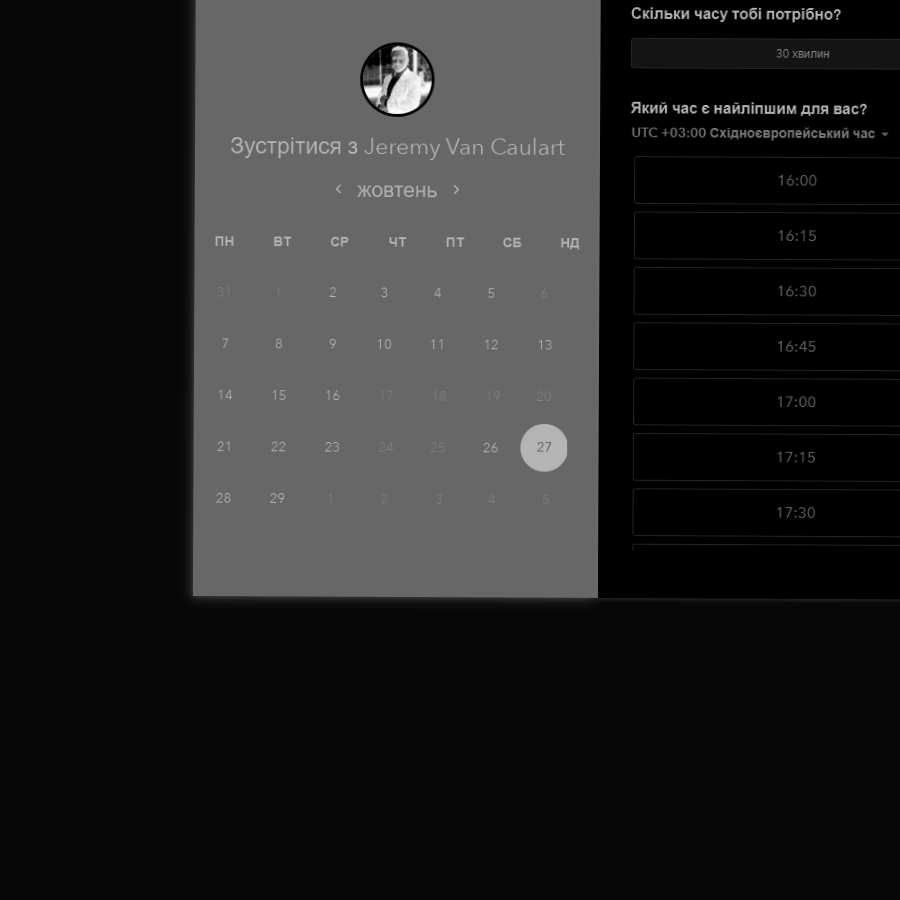 Зустрітися з Jeremy Van Caulart
жовтень
ПН ВТ СР ЧТ ПТ СБ НД
31 1 2 3 4 5 6
7 8 9 10 11 12 13
14 15 16 17 18 19 20
21 22 23 24 25 26 27
28 29 1 2 3 4 5
Скільки часу тобі потрібно?
30 хвилин
Який час є найліпшим для вас?
UTC +03:00 Східноєвропейський час
16:00
16:15
16:30
16:45
17:00
17:15
17:30